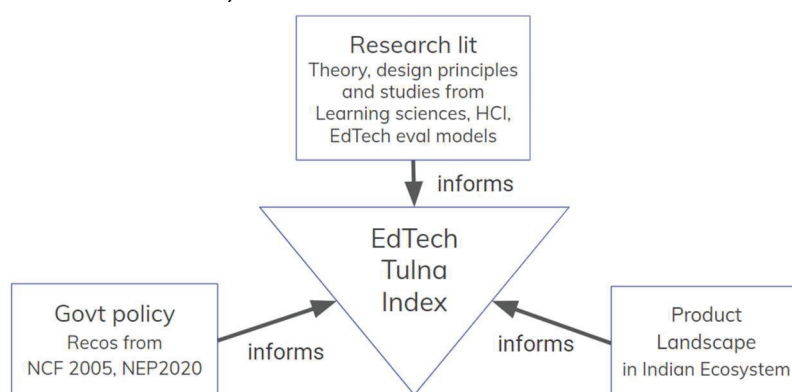 Research lit
Theory, design principles
and studies from
Learning sciences, HCI,
EdTech eval models
informs
EdTech
Tulna
Index
Govt policy
Recos from
NCF 2005, NEP2020
informs
informs
Product
Landscape
in Indian Ecosystem